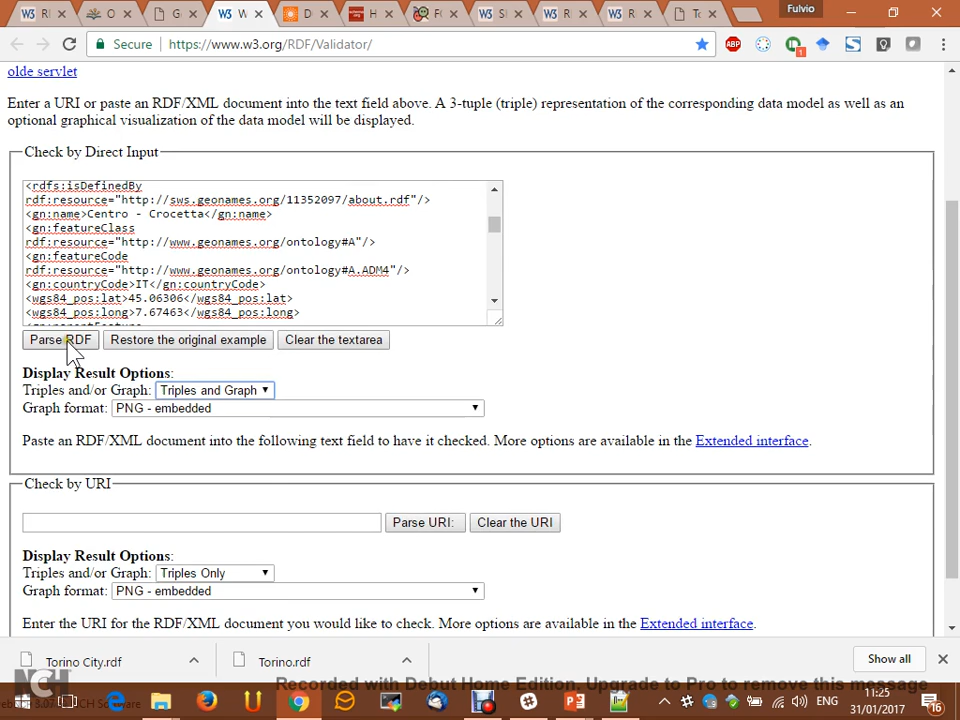 Fulvio
Secure | https://www.w3.org/RDF/Validator/
olde servlet
Enter a URI or paste an RDF/XML document into the text field above. A 3-tuple (triple) representation of the corresponding data model as well as an
optional graphical visualization of the data model will be displayed.
Check by Direct Input
<rdfs:isDefinedBy
rdf:resource="http://sws.geonames.org/11352097/about.rdf"/>
<gn:name>Centro - Crocetta</gn:name>
<gn:featureClass
rdf:resource="http://www.geonames.org/ontology#A"/>
<gn:featureCode
rdf:resource="http://www.geonames.org/ontology#A.ADM4"/>
<gn:countryCode>IT</gn:countryCode>
<wgs84_pos:lat>45.06306</wgs84_pos:lat>
<wgs84_pos:long>7.67463</wgs84_pos:long>
Parse RDF Restore the original example Clear the textarea
Display Result Options:
Triples and/or Graph: Triples and Graph
Graph format: PNG - embedded
Paste an RDF/XML document into the following text field to have it checked. More options are available in the Extended interface.
Check by URI
Parse URI: Clear the URI
Display Result Options:
Triples and/or Graph: Triples Only
Graph format: PNG - embedded
Enter the URI for the RDF/XML document you would like to check. More options are available in the Extended interface.
Torino City.rdf Torino.rdf Show all
Recorded with Debut Home Edition. Upgrade to Pro to remove this message
NCH
ENG 11:25
31/01/2017 16